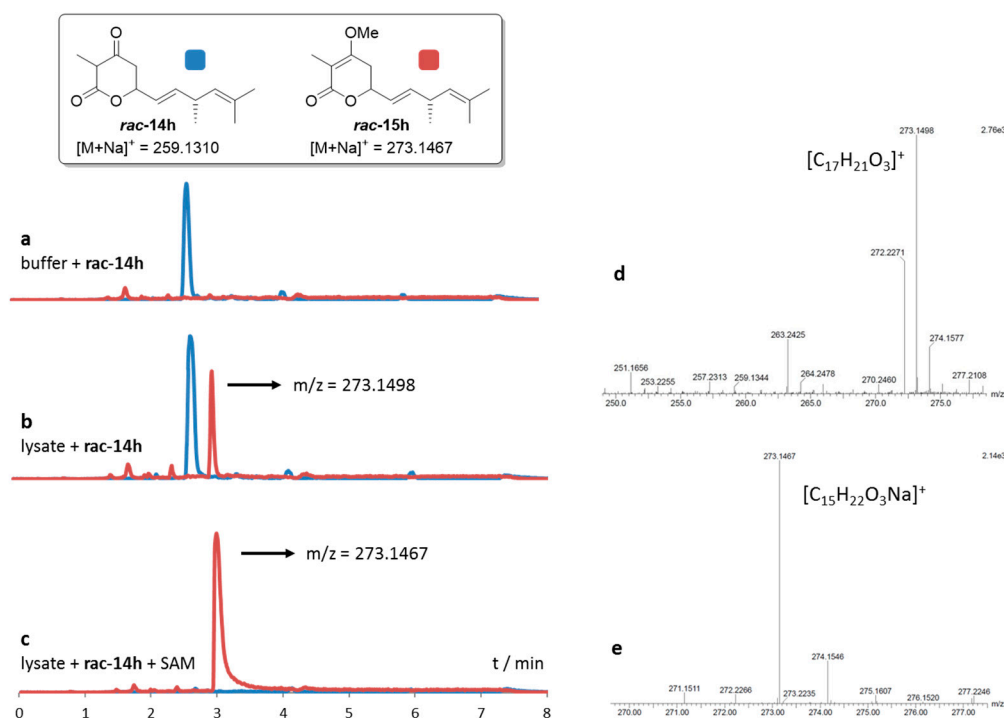 O
OMe
O
O
O
O
rac-14h
rac-15h
[M+Na]+ = 259.1310
[M+Na]+ = 273.1467
a
buffer + rac-14h
b
lysate + rac-14h
m/z = 273.1498
c
lysate + rac-14h + SAM
m/z = 273.1467
t / min
0 1 2 3 4 5 6 7 8
d
[C17H21O3]+
273.1498
2.76e3
272.2271
263.2425
274.1577
251.1656
253.2255
257.2313
259.1344
264.2478
270.2460
277.2108
250.0 255.0 260.0 265.0 270.0 275.0 m/z
e
[C15H22O3Na]+
273.1467
2.14e3
274.1546
271.1511
272.2266
273.2235
275.1607
276.1520
277.2246
270.00 271.00 272.00 273.00 274.00 275.00 276.00 277.00 m/z